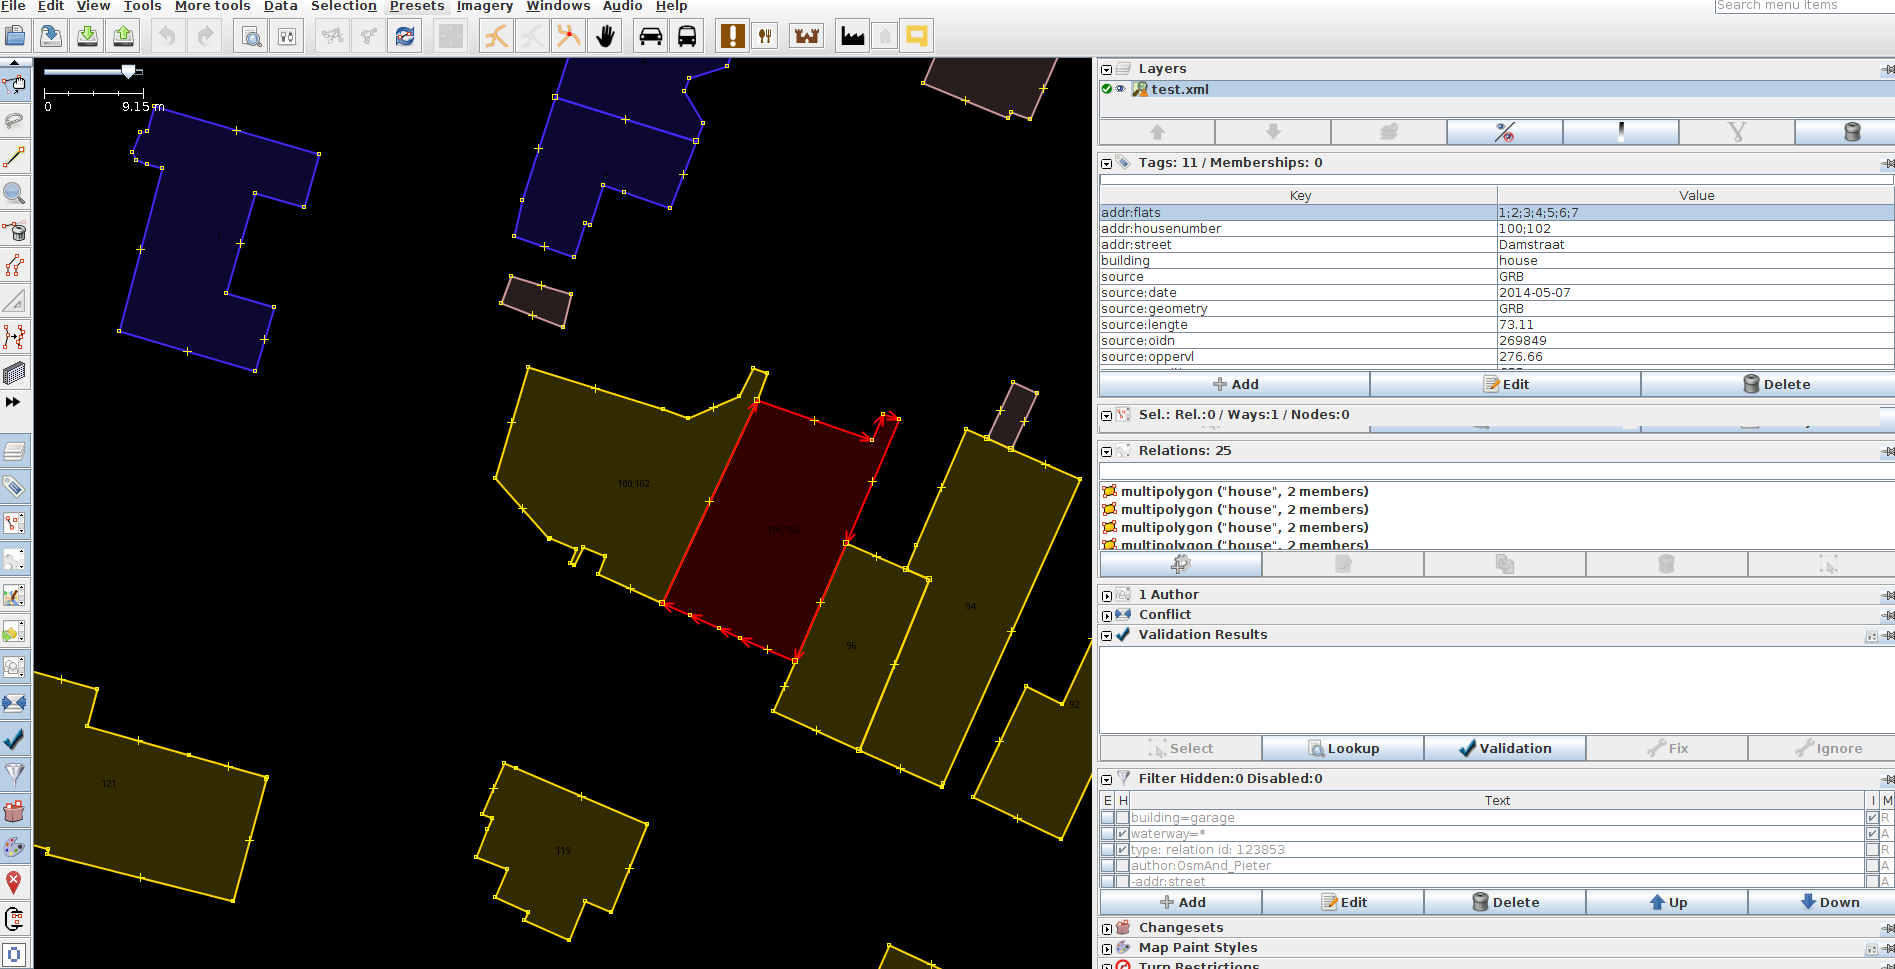 File Edit View Tools More tools Data Selection Presets Imagery Windows Audio Help
Search menu items
0 9.15 m
100;102
100;102
94
96
92
121
119
Layers
test.xml
Tags: 11 / Memberships: 0
Key Value
addr:flats 1;2;3;4;5;6;7
addr:housenumber 100;102
addr:street Damstraat
building house
source GRB
source:date 2014-05-07
source:geometry GRB
source:lengte 73.11
source:oidn 269849
source:oppervl 276.66
Add Edit Delete
Sel.: Rel.:0 / Ways:1 / Nodes:0
Relations: 25
multipolygon ("house", 2 members)
multipolygon ("house", 2 members)
multipolygon ("house", 2 members)
multipolygon ("house", 2 members)
1 Author
Conflict
Validation Results
Select Lookup Validation Fix Ignore
Filter Hidden:0 Disabled:0
E H Text I M
building=garage R
waterway=* A
type: relation id: 123853 R
author:OsmAnd_Pieter A
-addr:street A
Add Edit Delete Up Down
Changesets
Map Paint Styles
Turn Restrictions